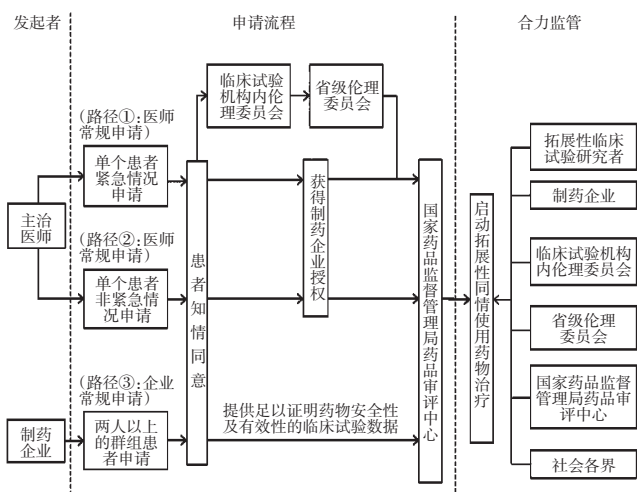 发起者
申请流程
合力监管
主治
医师
制药
企业
(路径①:医师
常规申请)
单个患者
紧急情况
申请
(路径②:医师
常规申请)
单个患者
非紧急情
况申请
(路径③:企业
常规申请)
两人以上
的群组患
者申请
患者知情同意
临床试验
机构内伦
理委员会
省级伦理
委员会
获得制药企业授权
提供足以证明药物安全性
及有效性的临床试验数据
国家药品监督管理局药品审评中心
启动拓展性同情使用药物治疗
拓展性临床
试验研究者
制药企业
临床试验机构
内伦理委员会
省级伦理
委员会
国家药品监督
管理局药品审
评中心
社会各界